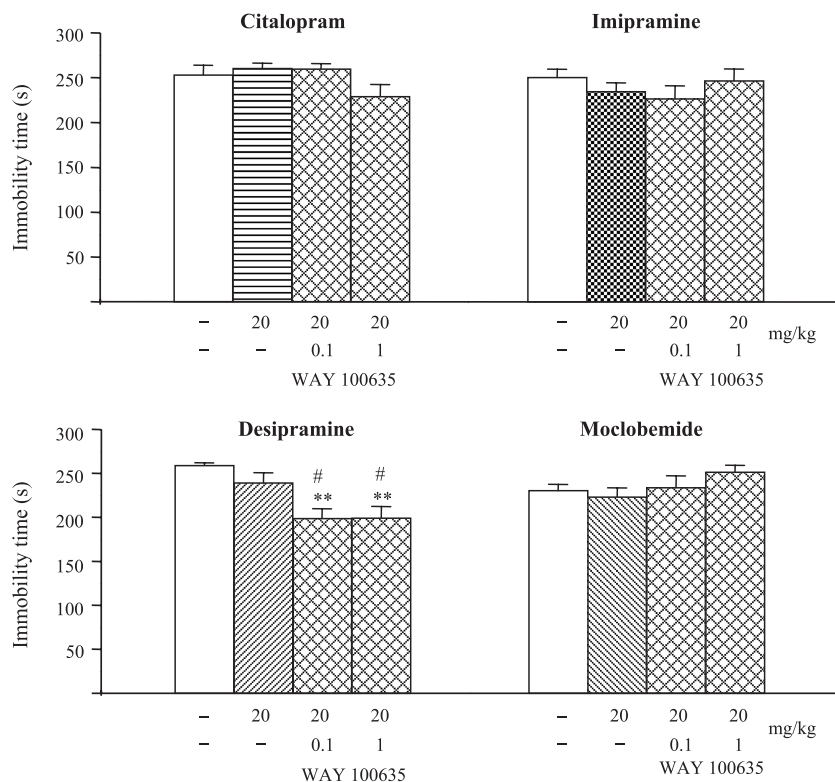 Citalopram
Imipramine
Immobility time (s)
300
250
200
150
100
50
– 20 20 20
– – 0.1 1
WAY 100635
– 20 20 20 mg/kg
– – 0.1 1
WAY 100635
Desipramine
Moclobemide
Immobility time (s)
300
250
200
150
100
50
# #
** **
– 20 20 20
– – 0.1 1
WAY 100635
– 20 20 20 mg/kg
– – 0.1 1
WAY 100635